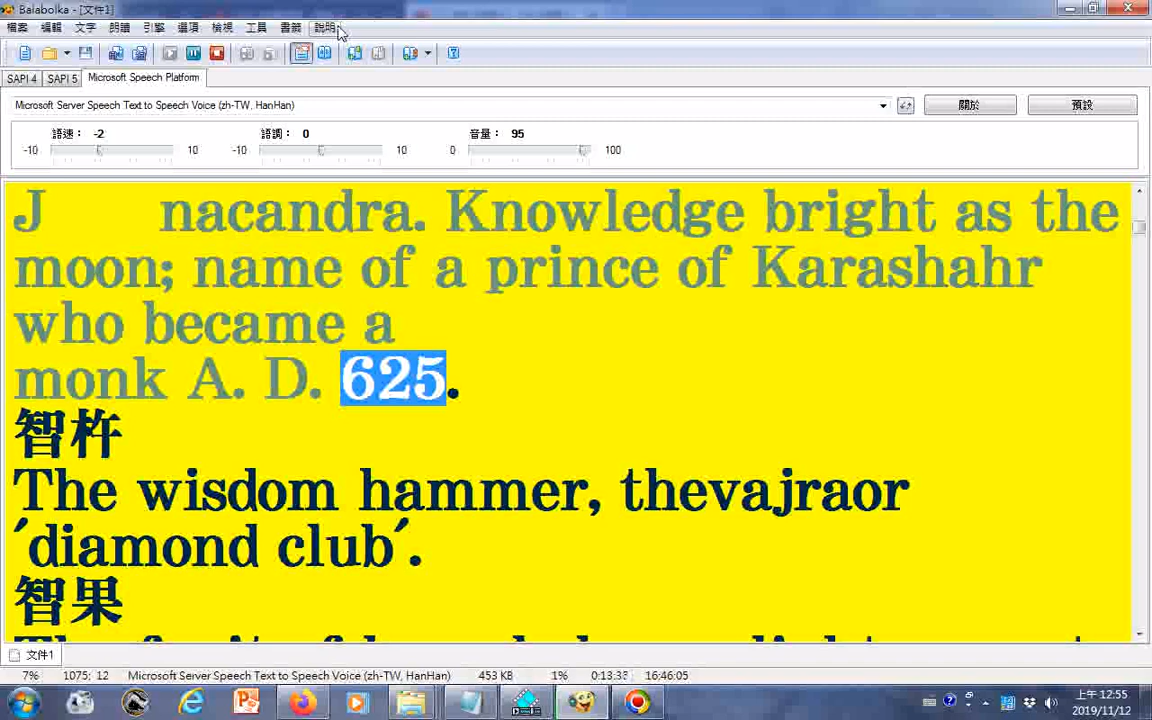 Balabolka - [文件1]
檔案 編輯 文字 朗讀 引擎 選項 檢視 工具 書籤 說明
SAPI 4 SAPI 5 Microsoft Speech Platform
Microsoft Server Speech Text to Speech Voice (zh-TW, HanHan) 關於 預設
語速： -2 語調： 0 音量： 95
-10 10 -10 10 0 100
J nacandra. Knowledge bright as the
moon; name of a prince of Karashahr
who became a
monk A. D. 625.
智杵
The wisdom hammer, thevajraor
'diamond club'.
智果
文件1
7% 1075: 12 Microsoft Server Speech Text to Speech Voice (zh-TW, HanHan) 453 KB 1% 0:13:33 16:46:05
上午 12:55
2019/11/12